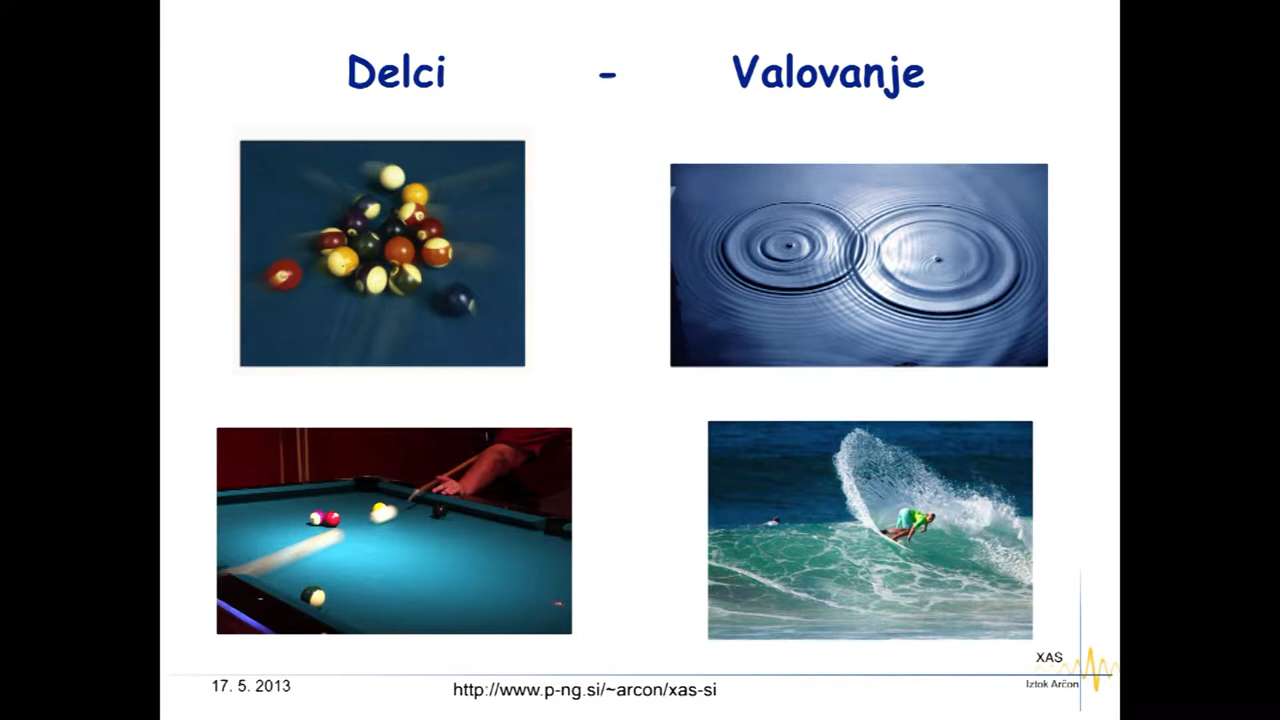 Delci - Valovanje
XAS
Iztok Arčon
17. 5. 2013
http://www.p-ng.si/~arcon/xas-si